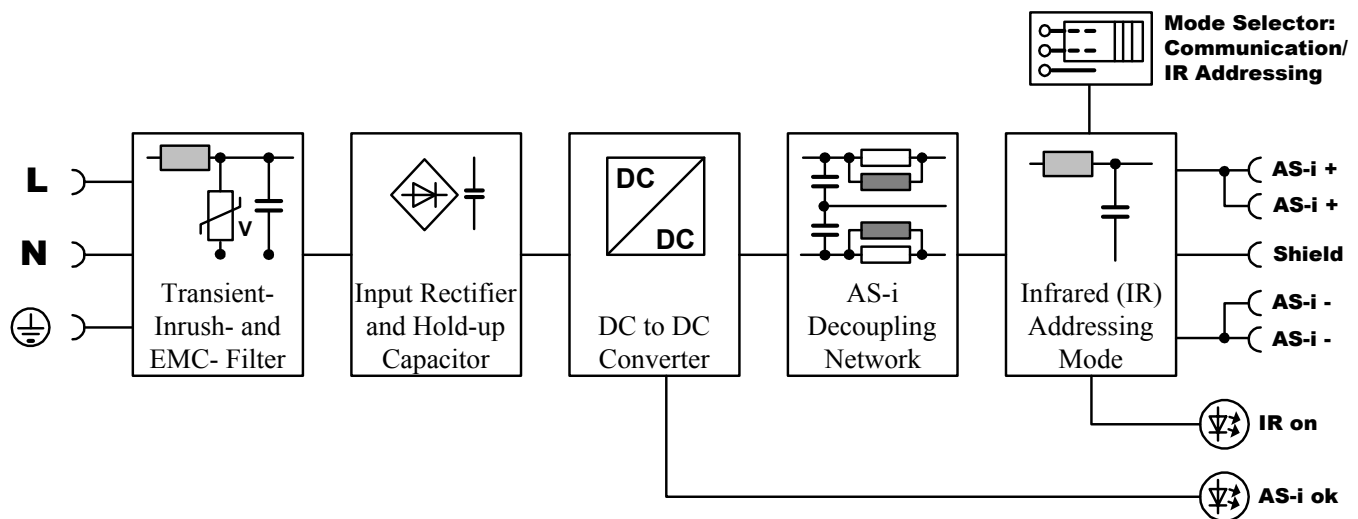 Mode Selector:
Communication/
IR Addressing
L
N
V
Transient-
Inrush- and
EMC- Filter
Input Rectifier
and Hold-up
Capacitor
DC
DC
DC to DC
Converter
AS-i
Decoupling
Network
Infrared (IR)
Addressing
Mode
AS-i +
AS-i +
Shield
AS-i -
AS-i -
IR on
AS-i ok